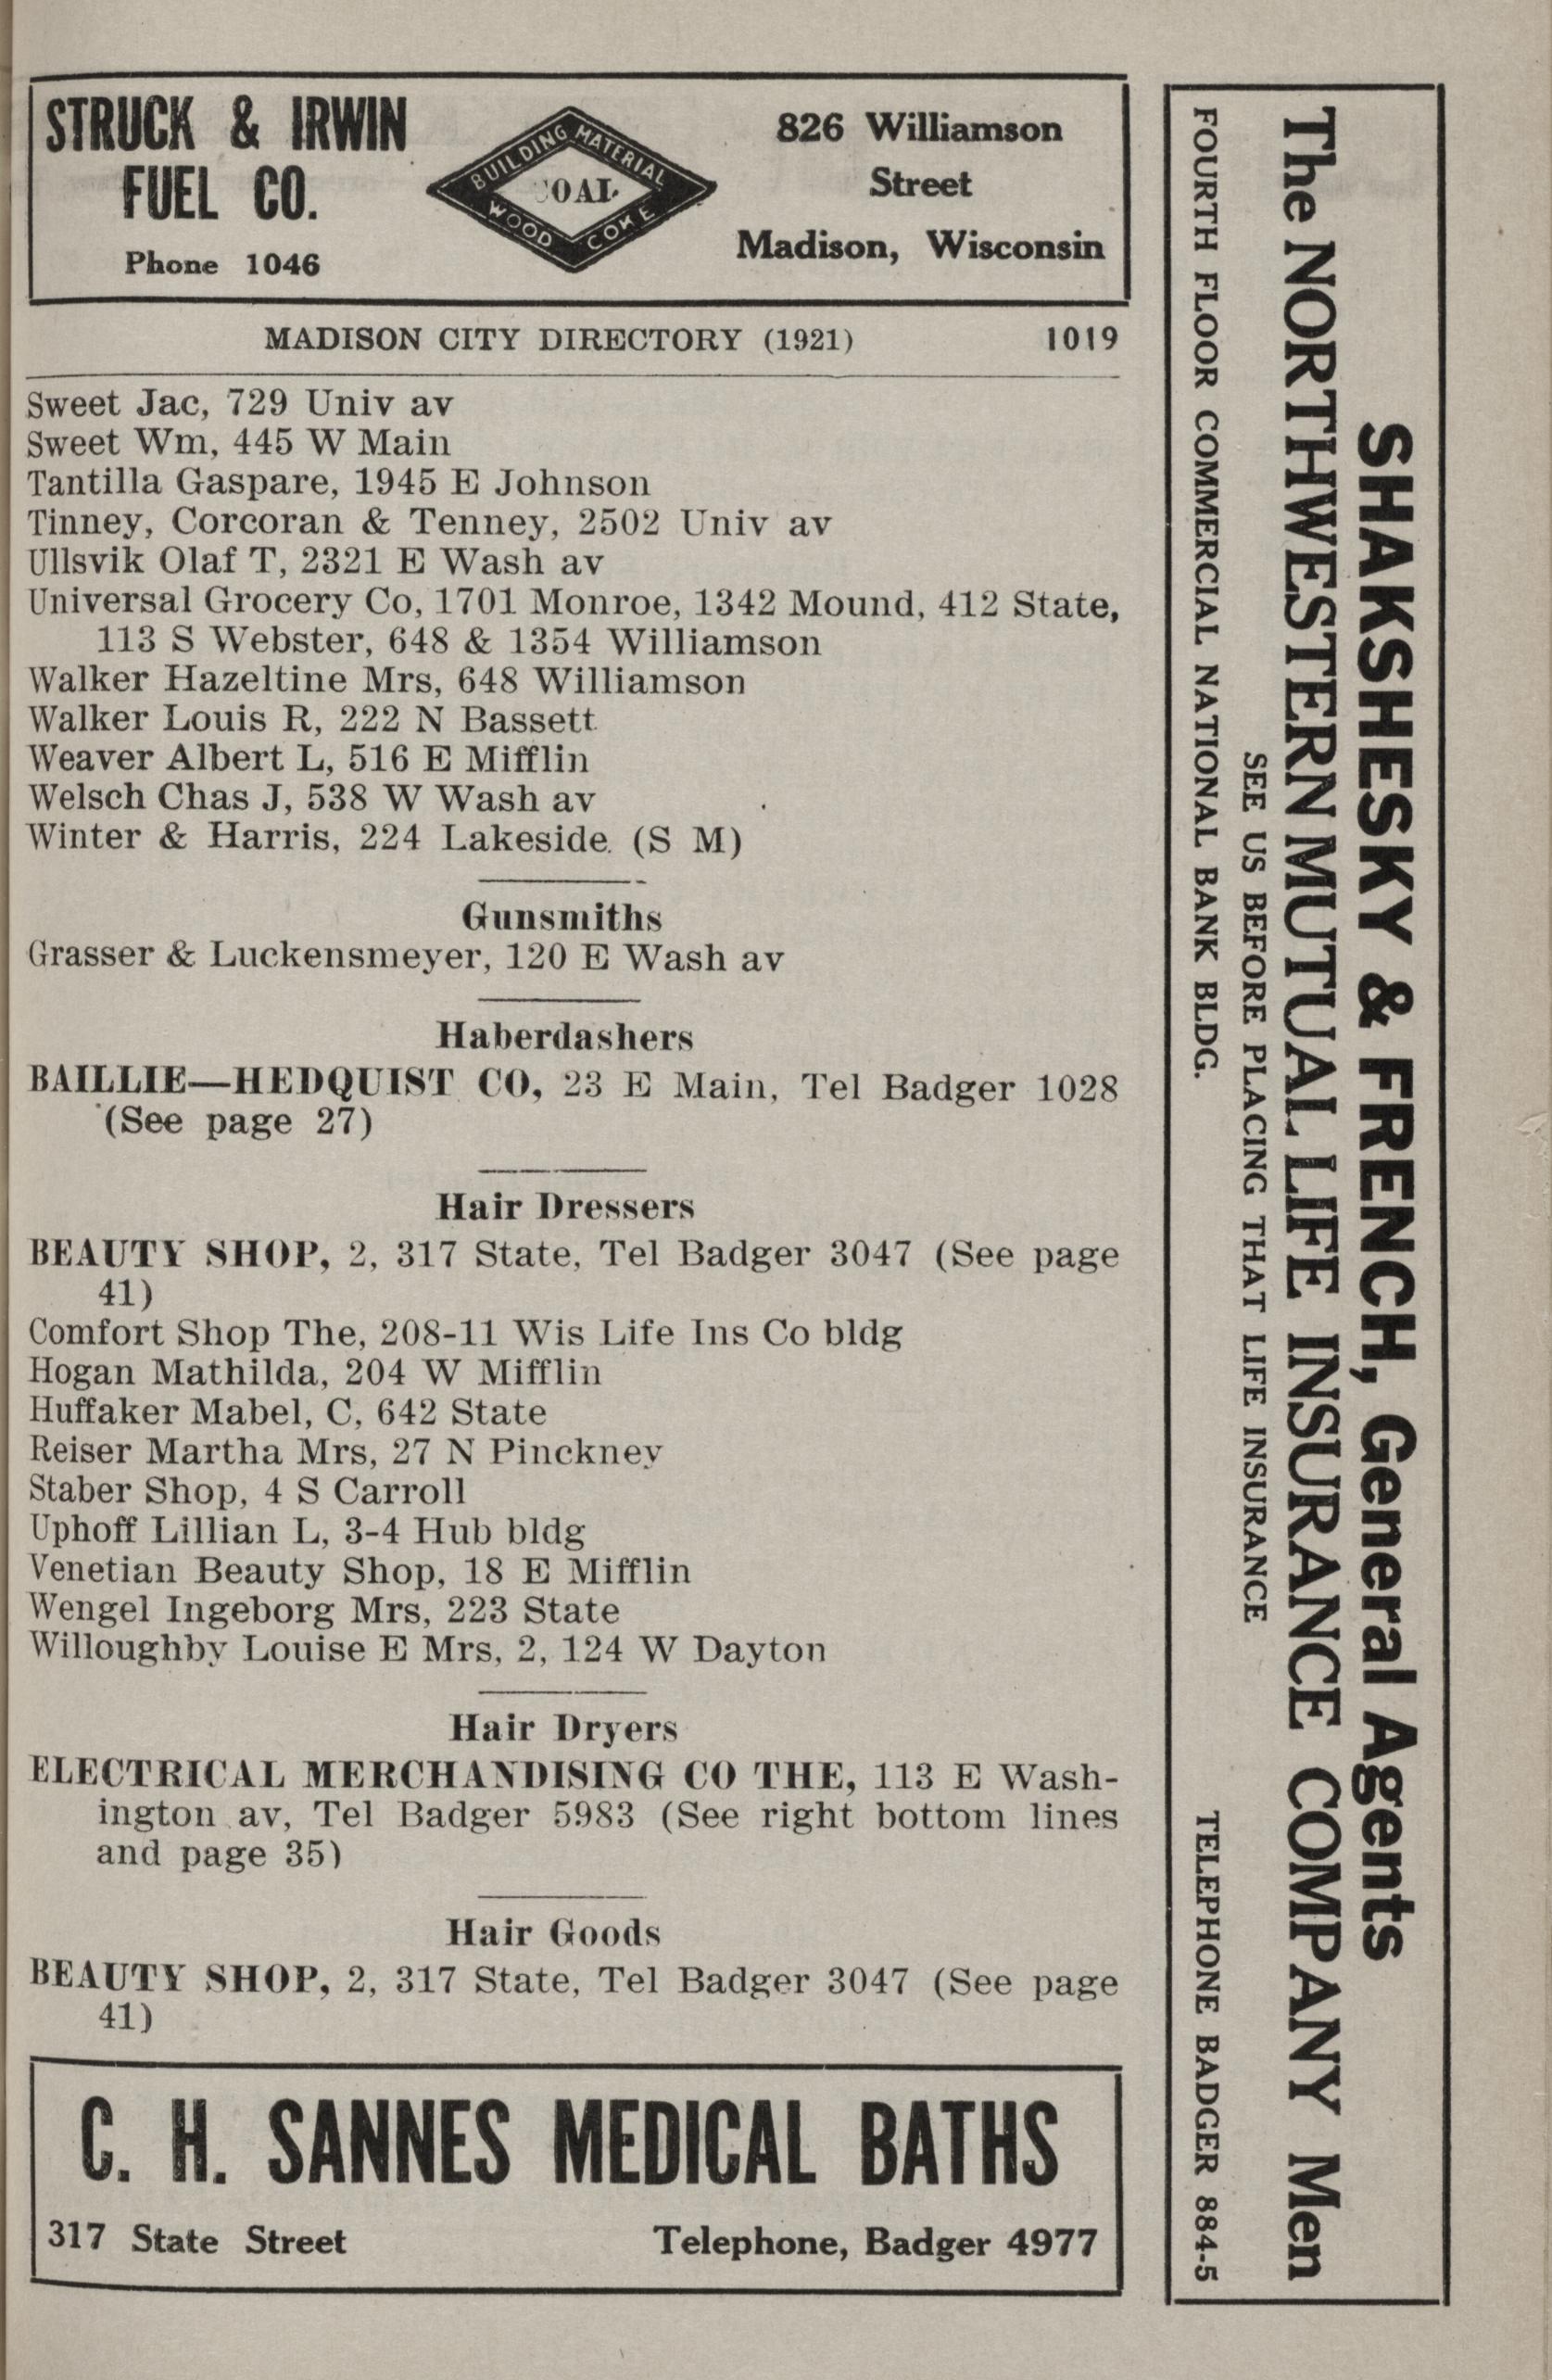 STRUCK & IRWIN
FUEL CO.
Phone 1046
BUILDING MATERIAL
COAL
WOOD COKE
826 Williamson
Street
Madison, Wisconsin
MADISON CITY DIRECTORY (1921) 1019
Sweet Jac, 729 Univ av
Sweet Wm, 445 W Main
Tantilla Gaspare, 1945 E Johnson
Tinney, Corcoran & Tenney, 2502 Univ av
Ullsvik Olaf T, 2321 E Wash av
Universal Grocery Co, 1701 Monroe, 1342 Mound, 412 State,
113 S Webster, 648 & 1354 Williamson
Walker Hazeltine Mrs, 648 Williamson
Walker Louis R, 222 N Bassett
Weaver Albert L, 516 E Mifflin
Welsch Chas J, 538 W Wash av
Winter & Harris, 224 Lakeside. (S M)
Gunsmiths
Grasser & Luckensmeyer, 120 E Wash av
Haberdashers
BAILLIE—HEDQUIST CO, 23 E Main, Tel Badger 1028
(See page 27)
Hair Dressers
BEAUTY SHOP, 2, 317 State, Tel Badger 3047 (See page
41)
Comfort Shop The, 208-11 Wis Life Ins Co bldg
Hogan Mathilda, 204 W Mifflin
Huffaker Mabel, C, 642 State
Reiser Martha Mrs, 27 N Pinckney
Staber Shop, 4 S Carroll
Uphoff Lillian L, 3-4 Hub bldg
Venetian Beauty Shop, 18 E Mifflin
Wengel Ingeborg Mrs, 223 State
Willoughby Louise E Mrs, 2, 124 W Dayton
Hair Dryers
ELECTRICAL MERCHANDISING CO THE, 113 E Wash-
ington av, Tel Badger 5983 (See right bottom lines
and page 35)
Hair Goods
BEAUTY SHOP, 2, 317 State, Tel Badger 3047 (See page
41)
C. H. SANNES MEDICAL BATHS
317 State Street Telephone, Badger 4977
SHAKSHESKY & FRENCH, General Agents
The NORTHWESTERN MUTUAL LIFE INSURANCE COMPANY Men
SEE US BEFORE PLACING THAT LIFE INSURANCE
FOURTH FLOOR COMMERCIAL NATIONAL BANK BLDG. TELEPHONE BADGER 884-5